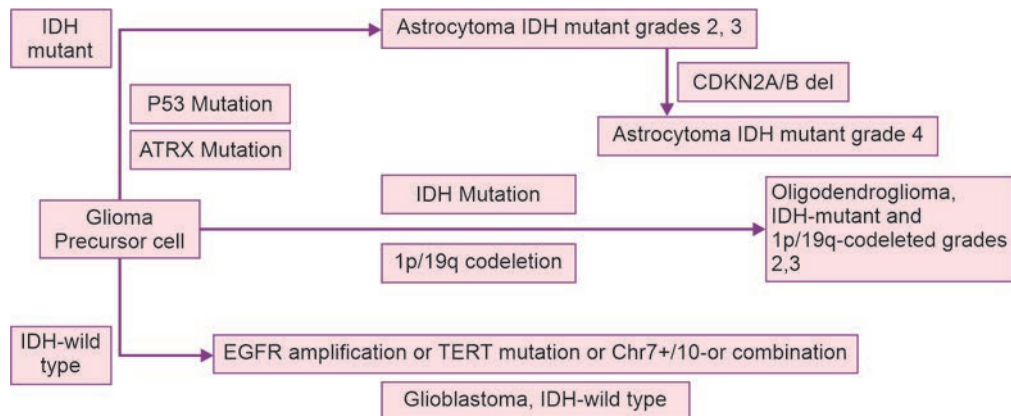 IDH
mutant
Astrocytoma IDH mutant grades 2, 3
CDKN2A/B del
P53 Mutation
ATRX Mutation
Astrocytoma IDH mutant grade 4
IDH Mutation
Glioma
Precursor cell
Oligodendroglioma,
IDH-mutant and
1p/19q-codeleted grades
2,3
1p/19q codeletion
IDH-wild
type
EGFR amplification or TERT mutation or Chr7+/10-or combination
Glioblastoma, IDH-wild type